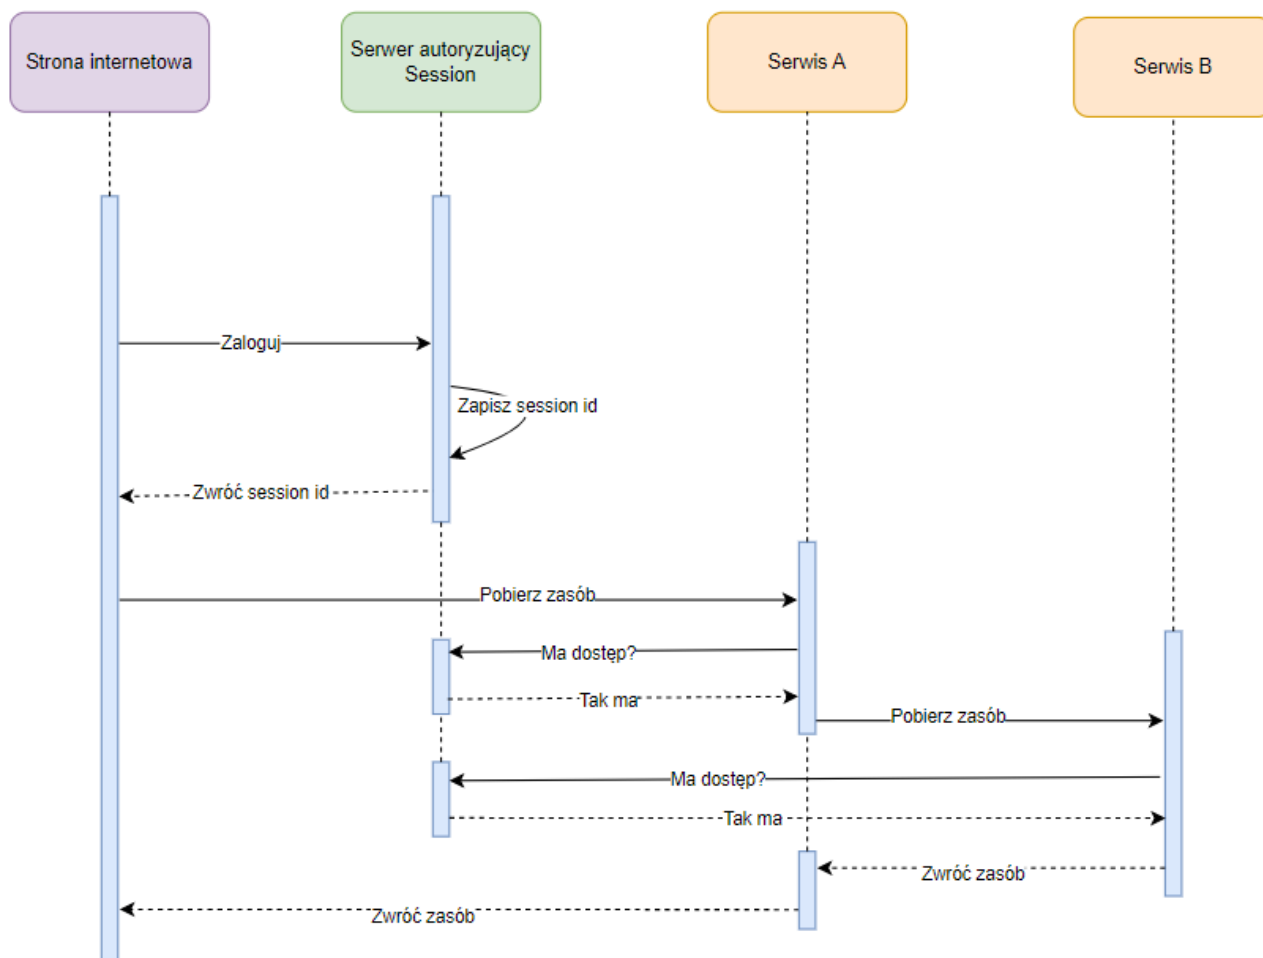 Strona internetowa
Serwer autoryzujący
Session
Serwis A
Serwis B
Zaloguj
Zapisz session id
Zwróć session id
Pobierz zasób
Ma dostęp?
Tak ma
Pobierz zasób
Ma dostęp?
Tak ma
Zwróć zasób
Zwróć zasób